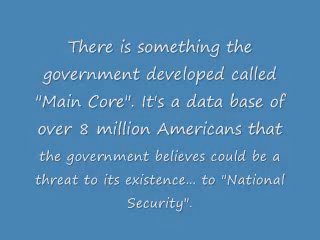 There is something the
government developed called
"Main Core". It's a data base of
over 8 million Americans that
the government believes could be a
threat to its existence... to "National
Security".